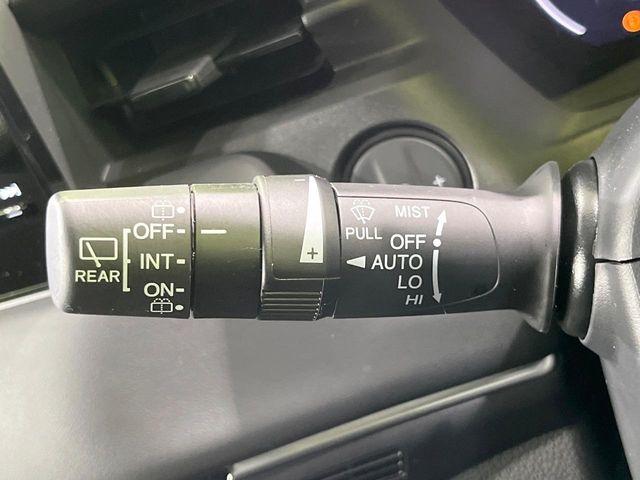 REAR
OFF
INT
ON
−
+
PULL
MIST
OFF
AUTO
LO
HI